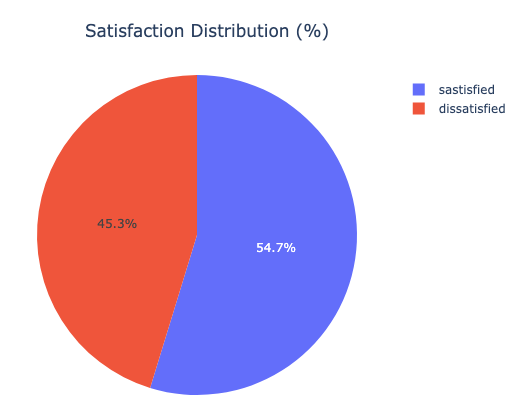 Satisfaction Distribution (%)
sastisfied
dissatisfied
45.3%
54.7%